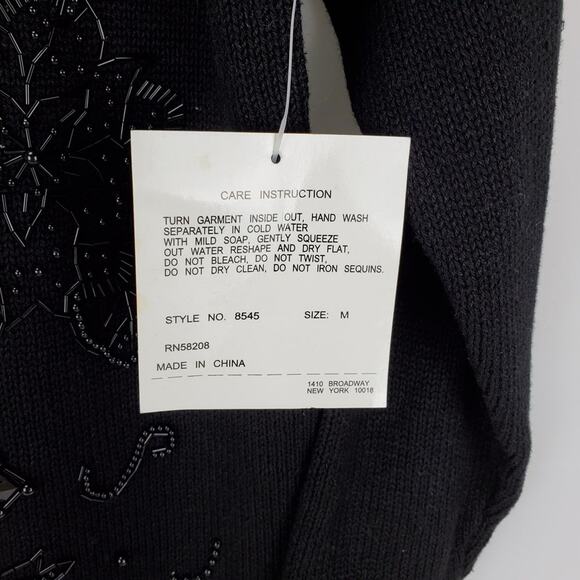 CARE INSTRUCTION
TURN GARMENT INSIDE OUT, HAND WASH
SEPARATELY IN COLD WATER
WITH MILD SOAP, GENTLY SQUEEZE
OUT WATER RESHAPE AND DRY FLAT,
DO NOT BLEACH, DO NOT TWIST,
DO NOT DRY CLEAN, DO NOT IRON SEQUINS.
STYLE NO. 8545 SIZE: M
RN58208
MADE IN CHINA
1410 BROADWAY
NEW YORK 10018